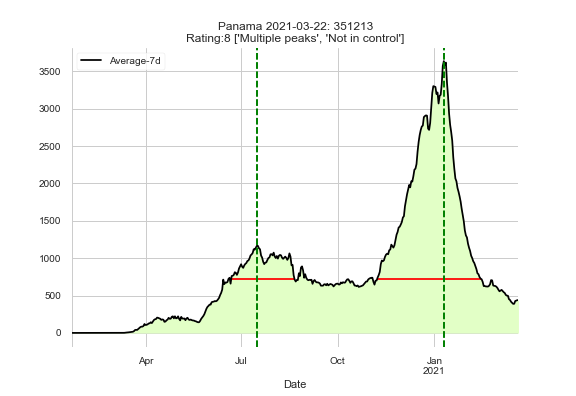 Panama 2021-03-22: 351213
Rating:8 ['Multiple peaks', 'Not in control']
Average-7d
3500
3000
2500
2000
1500
1000
500
0
Apr
Jul
Oct
Jan
2021
Date